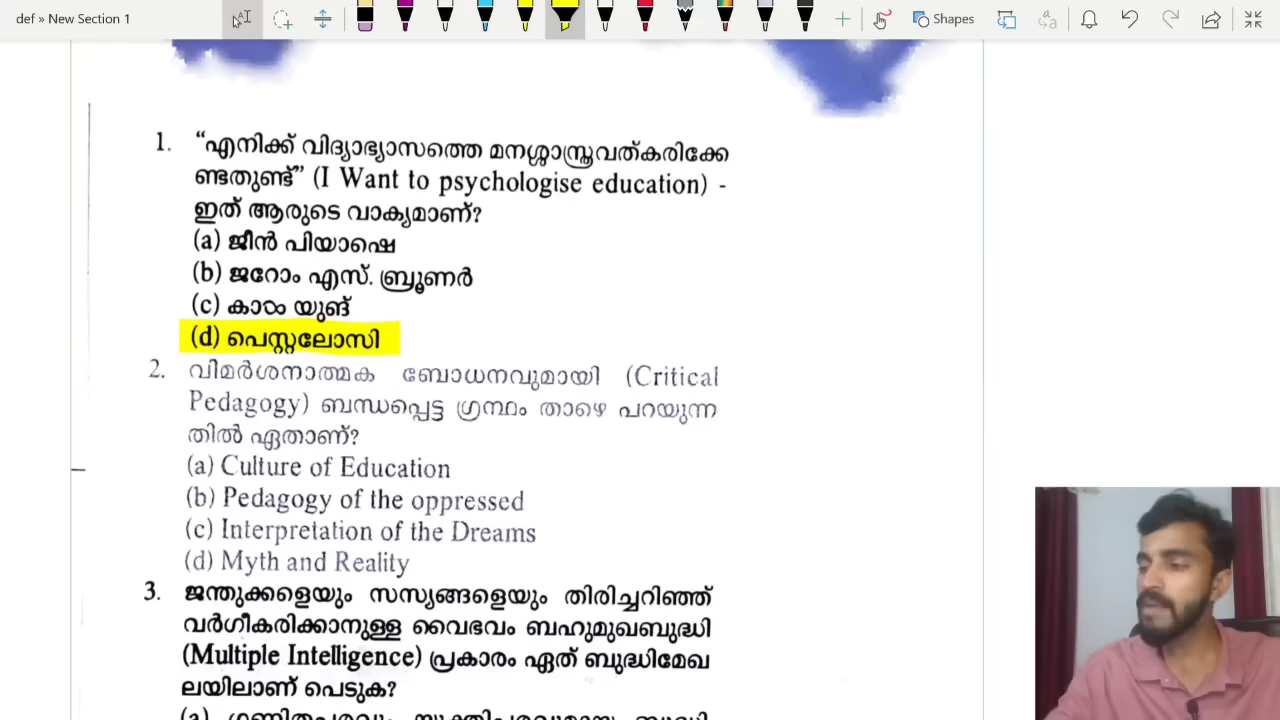 def » New Section 1
Shapes
1. “എനിക്ക് വിദ്യാഭ്യാസത്തെ മനശ്ശാസ്ത്രവത്കരിക്കേ
ണ്ടതുണ്ട്” (I Want to psychologise education) -
ഇത് ആരുടെ വാക്യമാണ്?
(a) ജീൻ പിയാഷെ
(b) ജറോം എസ്. ബ്രൂണർ
(c) കാഠം യുങ്
(d) പെസ്റ്റലോസി
2. വിമർശനാത്മക ബോധനവുമായി (Critical
Pedagogy) ബന്ധപ്പെട്ട ഗ്രന്ഥം താഴെ പറയുന്ന
തിൽ ഏതാണ്?
(a) Culture of Education
(b) Pedagogy of the oppressed
(c) Interpretation of the Dreams
(d) Myth and Reality
3. ജന്തുക്കളെയും സസ്യങ്ങളെയും തിരിച്ചറിഞ്ഞ്
വർഗീകരിക്കാനുള്ള വൈഭവം ബഹുമുഖബുദ്ധി
(Multiple Intelligence) പ്രകാരം ഏത് ബുദ്ധിമേഖ
ലയിലാണ് പെടുക?
(a) ഗണിതപരവും യുക്തിപരവുമായ ബുദ്ധി